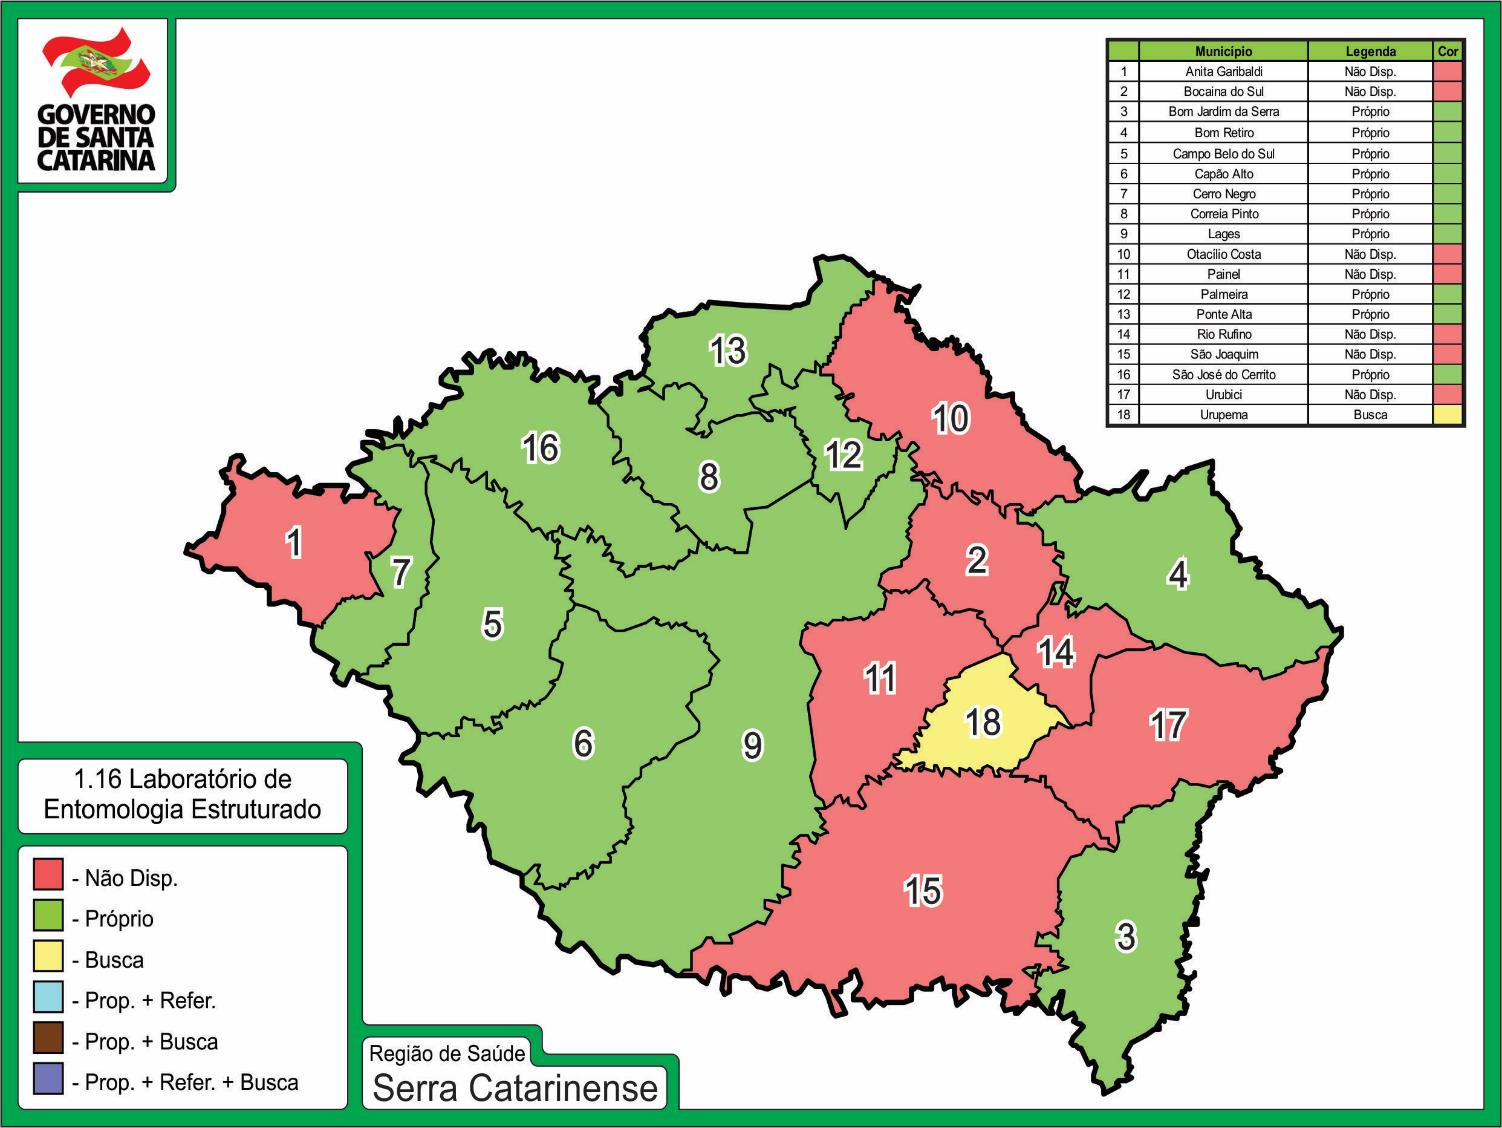 GOVERNO
DE SANTA
CATARINA
Município Legenda Cor
1 Anita Garibaldi Não Disp.
2 Bocaina do Sul Não Disp.
3 Bom Jardim da Serra Próprio
4 Bom Retiro Próprio
5 Campo Belo do Sul Próprio
6 Capão Alto Próprio
7 Cerro Negro Próprio
8 Correia Pinto Próprio
9 Lages Próprio
10 Otacílio Costa Não Disp.
11 Painel Não Disp.
12 Palmeira Próprio
13 Ponte Alta Próprio
14 Rio Rufino Não Disp.
15 São Joaquim Não Disp.
16 São José do Cerrito Próprio
17 Urubici Não Disp.
18 Urupema Busca
13
10
16
12
8
1
2
7
4
5
14
11
18
17
6
9
15
3
1.16 Laboratório de
Entomologia Estruturado
- Não Disp.
- Próprio
- Busca
- Prop. + Refer.
- Prop. + Busca
- Prop. + Refer. + Busca
Região de Saúde
Serra Catarinense